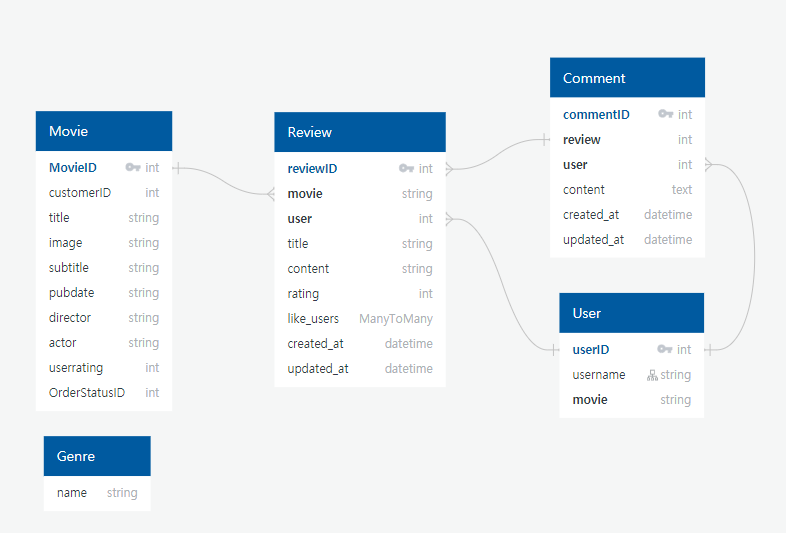 Movie
MovieID int
customerID int
title string
image string
subtitle string
pubdate string
director string
actor string
userrating int
OrderStatusID int
Genre
name string
Review
reviewID int
movie string
user int
title string
content string
rating int
like_users ManyToMany
created_at datetime
updated_at datetime
Comment
commentID int
review int
user int
content text
created_at datetime
updated_at datetime
User
userID int
username string
movie string